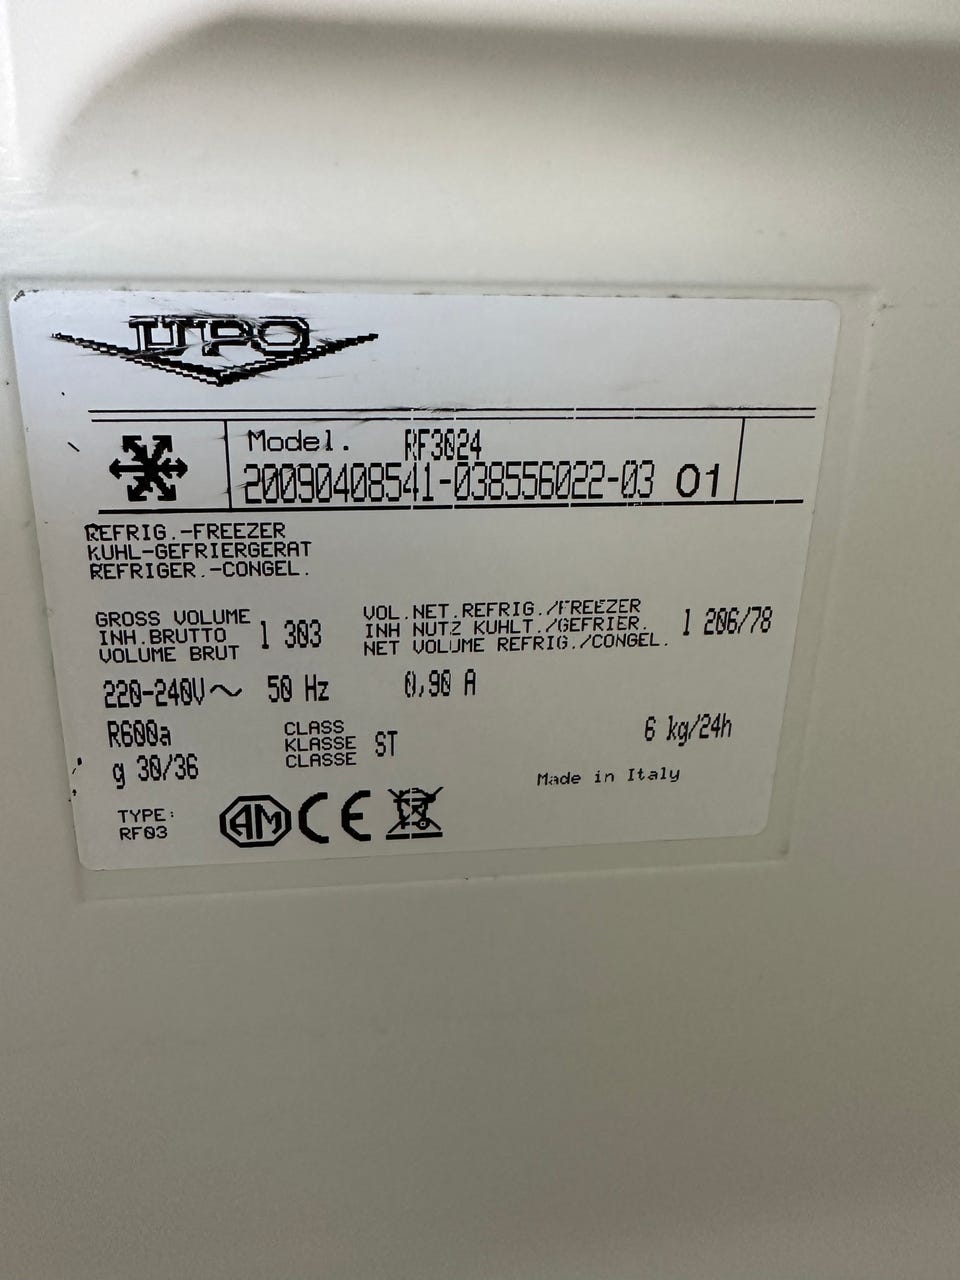 UPO
Model. RF3024
20090408541-038556022-03 01
REFRIG.-FREEZER
KUHL-GEFRIERGERAT
REFRIGER.-CONGEL.
GROSS VOLUME
INH.BRUTTO
VOLUME BRUT
l 303
VOL.NET.REFRIG./FREEZER
INH NUTZ KUHLT./GEFRIER.
NET VOLUME REFRIG./CONGEL.
l 206/78
220-240V~ 50 Hz 0,90 A
R600a
g 30/36
CLASS
KLASSE
CLASSE
ST
6 kg/24h
Made in Italy
TYPE:
RF03
AM CE